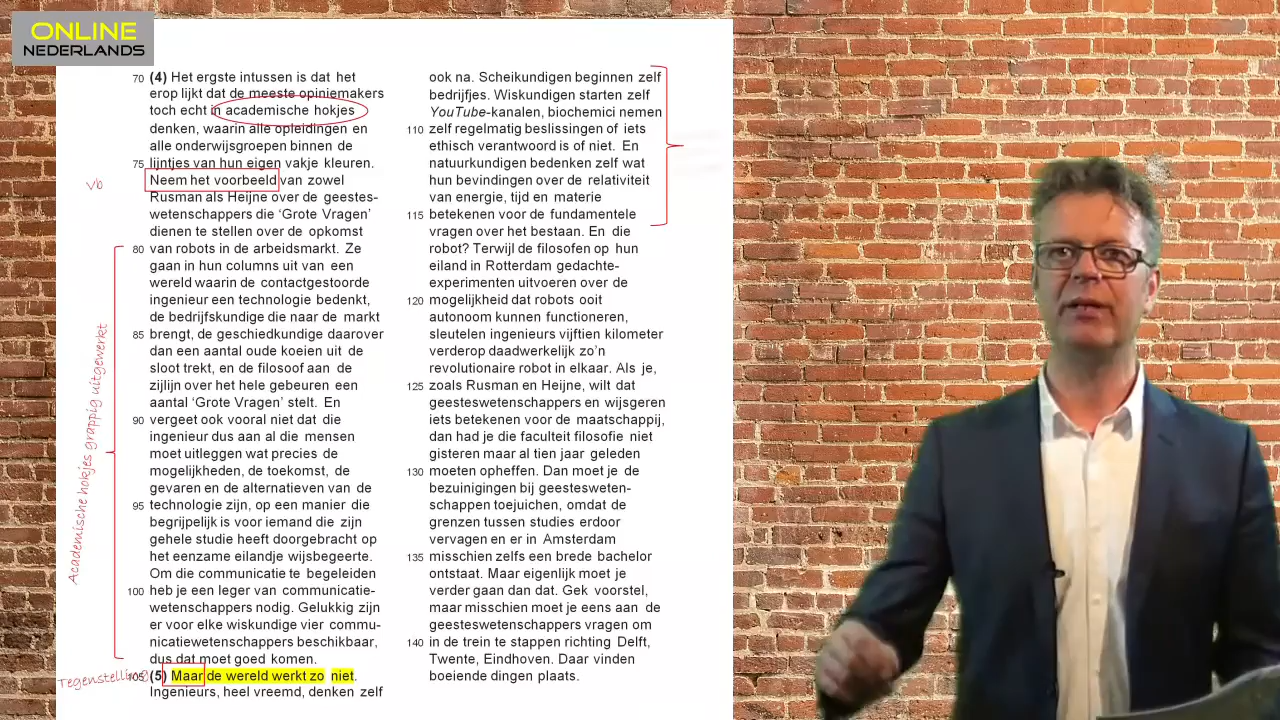 ONLINE
NEDERLANDS
70 (4) Het ergste intussen is dat het
erop lijkt dat de meeste opiniemakers
toch echt in academische hokjes
denken, waarin alle opleidingen en
alle onderwijsgroepen binnen de
75 lijntjes van hun eigen vakje kleuren.
Vb
Neem het voorbeeld van zowel
Rusman als Heijne over de geestes-
wetenschappers die ‘Grote Vragen’
dienen te stellen over de opkomst
80 van robots in de arbeidsmarkt. Ze
gaan in hun columns uit van een
wereld waarin de contactgestoorde
ingenieur een technologie bedenkt,
de bedrijfskundige die naar de markt
85 brengt, de geschiedkundige daarover
dan een aantal oude koeien uit de
sloot trekt, en de filosoof aan de
zijlijn over het hele gebeuren een
aantal ‘Grote Vragen’ stelt. En
90 vergeet ook vooral niet dat die
ingenieur dus aan al die mensen
moet uitleggen wat precies de
mogelijkheden, de toekomst, de
gevaren en de alternatieven van de
95 technologie zijn, op een manier die
begrijpelijk is voor iemand die zijn
gehele studie heeft doorgebracht op
het eenzame eilandje wijsbegeerte.
Om die communicatie te begeleiden
100 heb je een leger van communicatie-
wetenschappers nodig. Gelukkig zijn
er voor elke wiskundige vier commu-
nicatiewetenschappers beschikbaar,
dus dat moet goed komen.
Academische hokjes grappig uitgewerkt
Tegenstelling
105 (5) Maar de wereld werkt zo niet.
Ingenieurs, heel vreemd, denken zelf
ook na. Scheikundigen beginnen zelf
bedrijfjes. Wiskundigen starten zelf
YouTube-kanalen, biochemici nemen
110 zelf regelmatig beslissingen of iets
ethisch verantwoord is of niet. En
natuurkundigen bedenken zelf wat
hun bevindingen over de relativiteit
van energie, tijd en materie
115 betekenen voor de fundamentele
vragen over het bestaan. En die
robot? Terwijl de filosofen op hun
eiland in Rotterdam gedachte-
experimenten uitvoeren over de
120 mogelijkheid dat robots ooit
autonoom kunnen functioneren,
sleutelen ingenieurs vijftien kilometer
verderop daadwerkelijk zo’n
revolutionaire robot in elkaar. Als je,
125 zoals Rusman en Heijne, wilt dat
geesteswetenschappers en wijsgeren
iets betekenen voor de maatschappij,
dan had je die faculteit filosofie niet
gisteren maar al tien jaar geleden
130 moeten opheffen. Dan moet je de
bezuinigingen bij geesteswetenn-
schappen toejuichen, omdat de
grenzen tussen studies erdoor
vervagen en er in Amsterdam
135 misschien zelfs een brede bachelor
ontstaat. Maar eigenlijk moet je
verder gaan dan dat. Gek voorstel,
maar misschien moet je eens aan de
geesteswetenschappers vragen om
140 in de trein te stappen richting Delft,
Twente, Eindhoven. Daar vinden
boeiende dingen plaats.